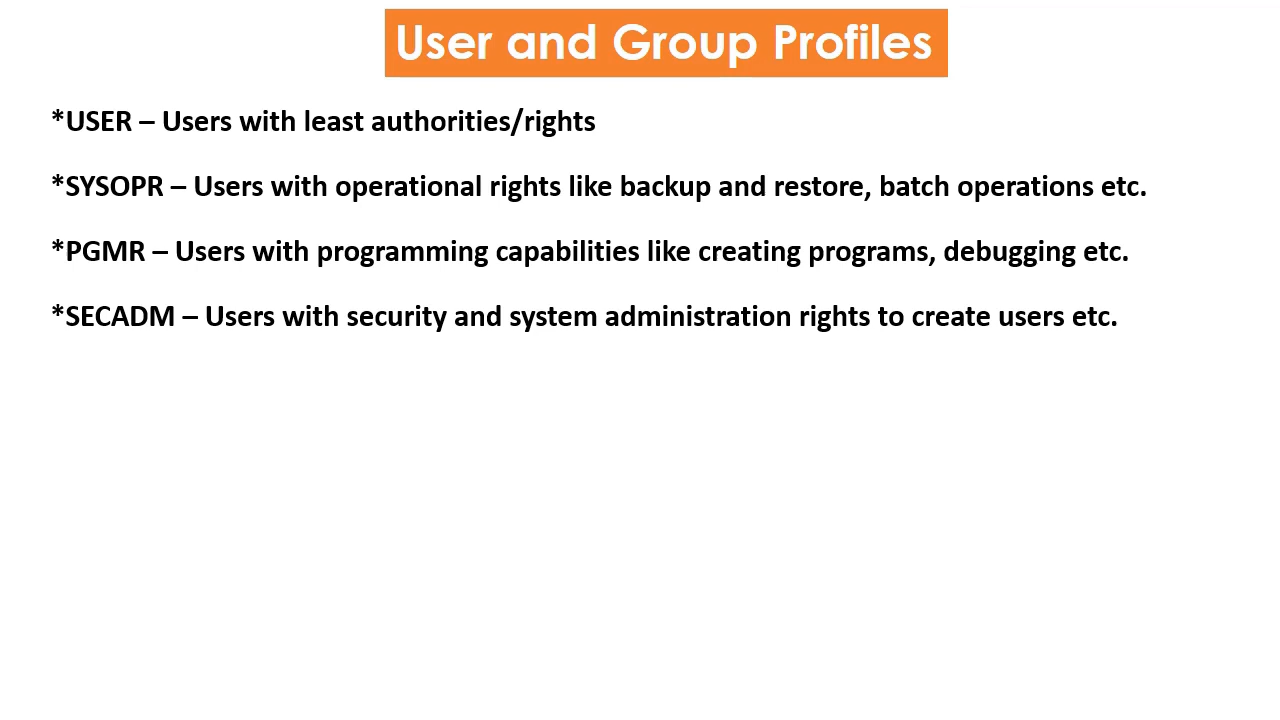 User and Group Profiles
*USER – Users with least authorities/rights
*SYSOPR – Users with operational rights like backup and restore, batch operations etc.
*PGMR – Users with programming capabilities like creating programs, debugging etc.
*SECADM – Users with security and system administration rights to create users etc.